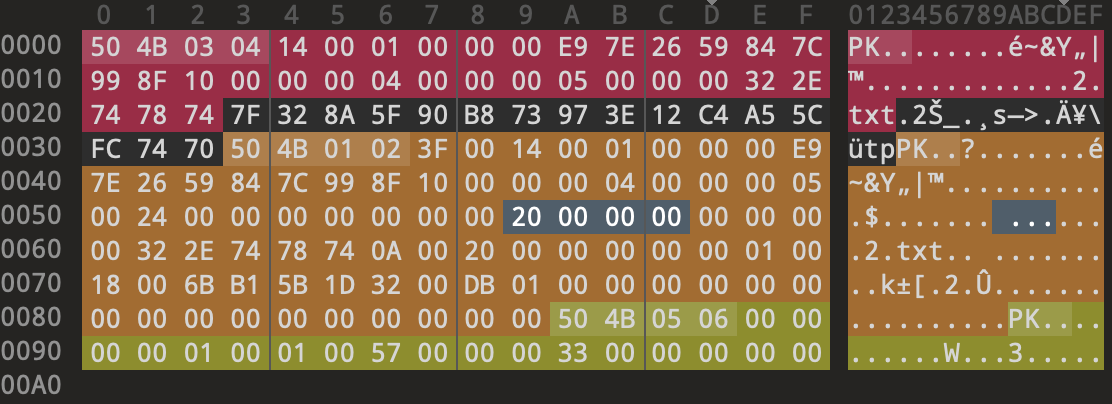 0 1 2 3 4 5 6 7 8 9 A B C D E F 0123456789ABCDEF
0000 50 4B 03 04 14 00 01 00 00 00 E9 7E 26 59 84 7C PK........é~&Y„|
0010 99 8F 10 00 00 00 04 00 00 00 05 00 00 00 32 2E ™.............2.
0020 74 78 74 7F 32 8A 5F 90 B8 73 97 3E 12 C4 A5 5C txt.2Š_.¸s—>.Ä¥\
0030 FC 74 70 50 4B 01 02 3F 00 14 00 01 00 00 00 E9 ütpPK..?.......é
0040 7E 26 59 84 7C 99 8F 10 00 00 00 04 00 00 00 05 ~&Y„|™..........
0050 00 24 00 00 00 00 00 00 00 20 00 00 00 00 00 00 .$....... ......
0060 00 32 2E 74 78 74 0A 00 20 00 00 00 00 00 01 00 .2.txt.. .......
0070 18 00 6B B1 5B 1D 32 00 DB 01 00 00 00 00 00 00 ..k±[.2.Û.......
0080 00 00 00 00 00 00 00 00 00 00 50 4B 05 06 00 00 ..........PK....
0090 00 00 01 00 01 00 57 00 00 00 33 00 00 00 00 00 ......W...3.....
00A0